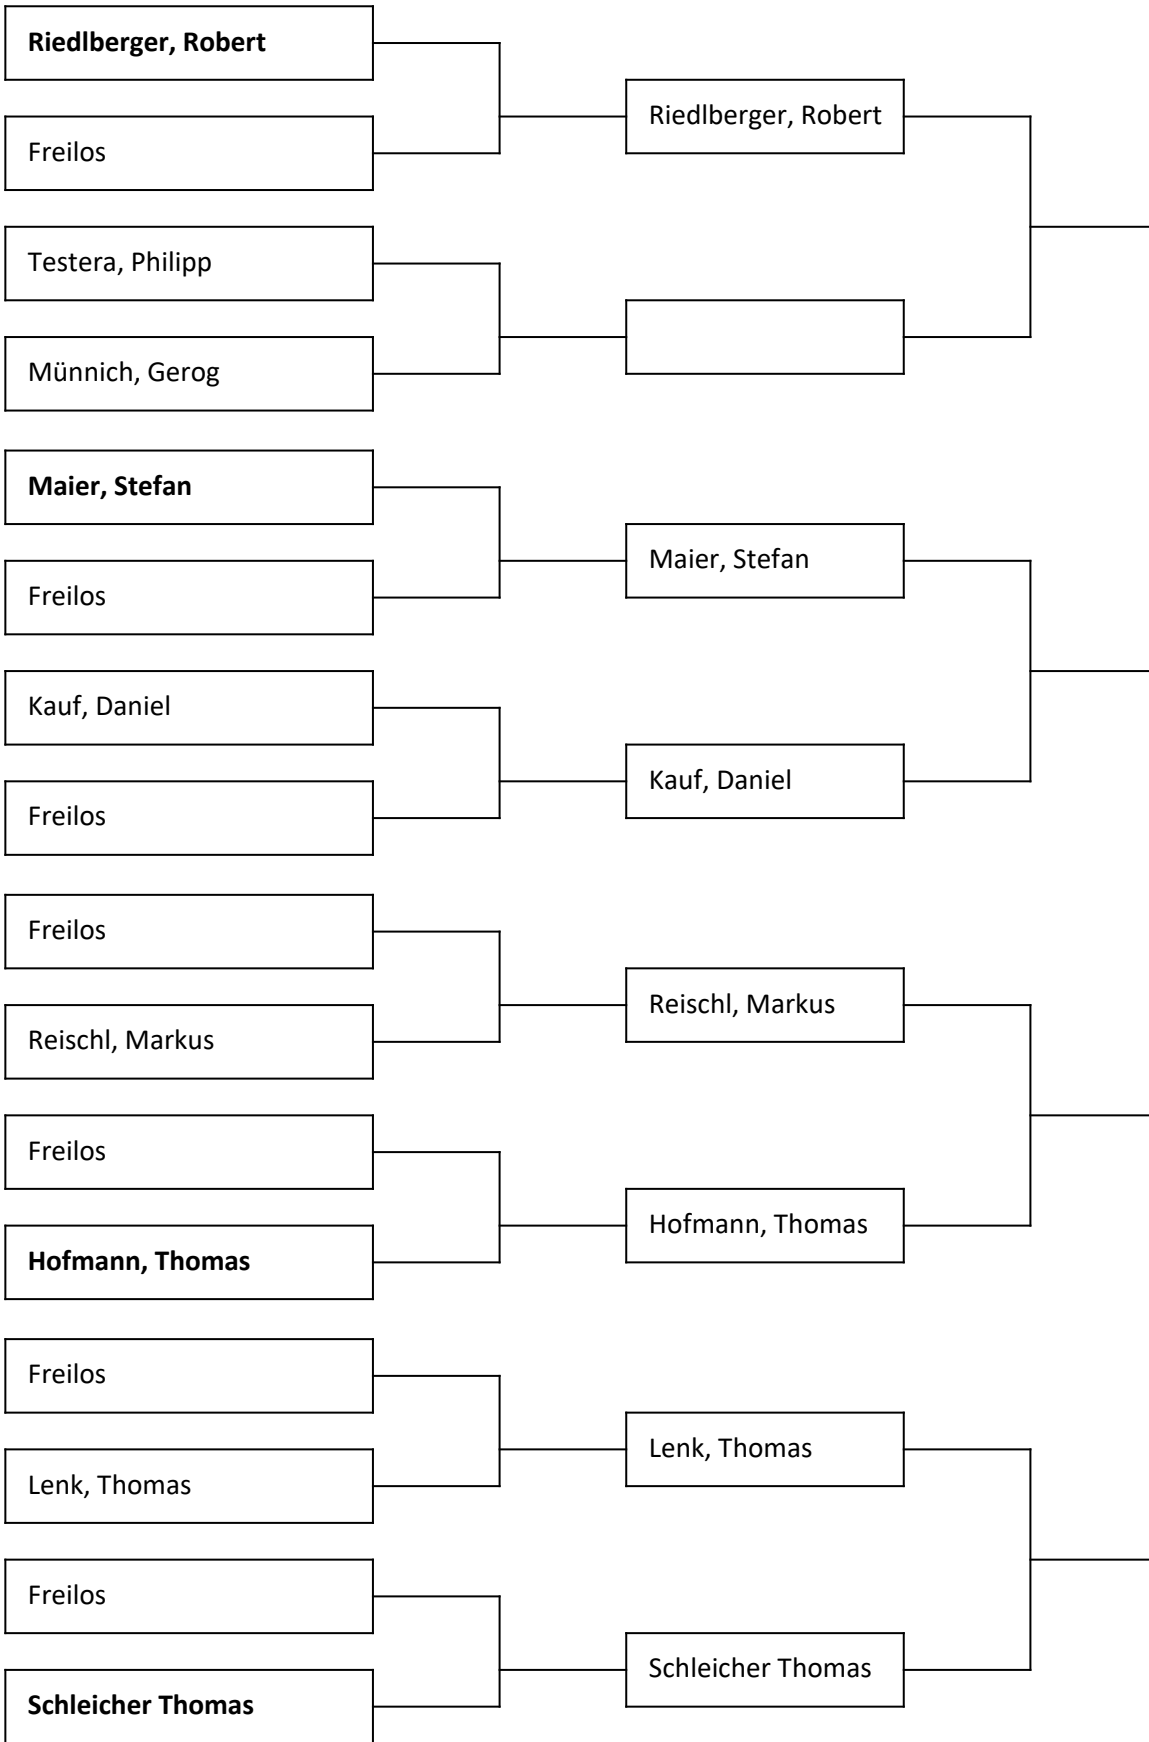 Riedlberger, Robert
Freilos
Testera, Philipp
Münnich, Gerog
Maier, Stefan
Freilos
Kauf, Daniel
Freilos
Freilos
Reischl, Markus
Freilos
Hofmann, Thomas
Freilos
Lenk, Thomas
Freilos
Schleicher Thomas
Riedlberger, Robert
Maier, Stefan
Kauf, Daniel
Reischl, Markus
Hofmann, Thomas
Lenk, Thomas
Schleicher Thomas